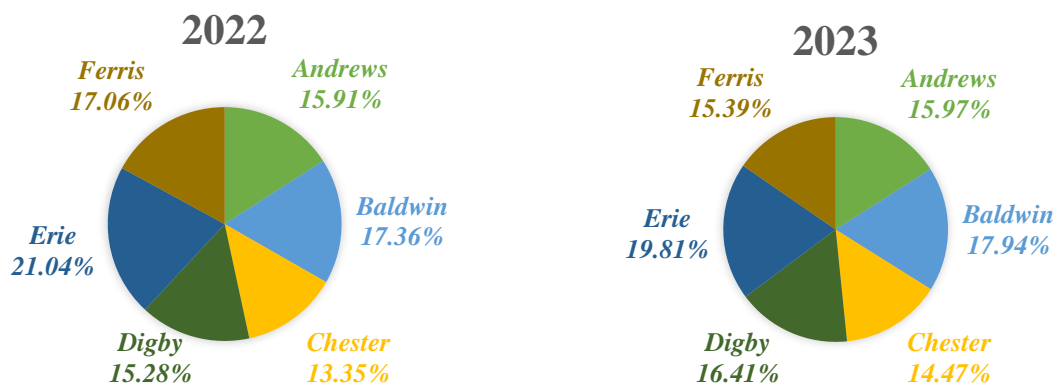 2022
Ferris
17.06%
Andrews
15.91%
Baldwin
17.36%
Erie
21.04%
Digby
15.28%
Chester
13.35%
2023
Ferris
15.39%
Andrews
15.97%
Baldwin
17.94%
Erie
19.81%
Digby
16.41%
Chester
14.47%